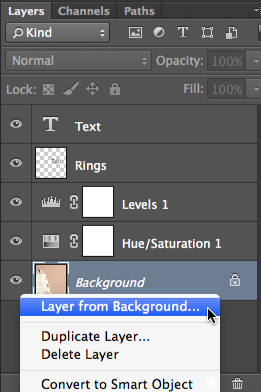 Layers Channels Paths
Kind
Normal Opacity: 100%
Lock: Fill: 100%
T Text
Rings
Levels 1
Hue/Saturation 1
Background
Layer from Background...
Duplicate Layer...
Delete Layer
Convert to Smart Object